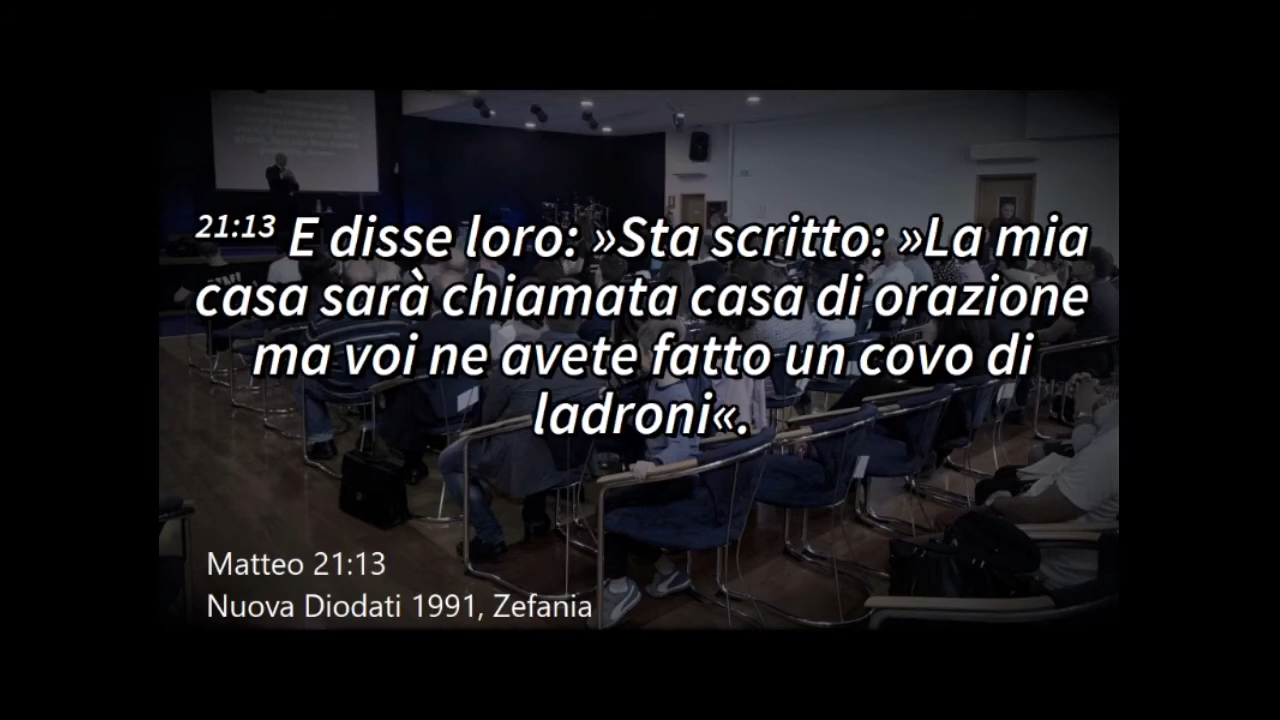 21:13 E disse loro: »Sta scritto: »La mia
casa sarà chiamata casa di orazione
ma voi ne avete fatto un covo di
ladroni«.
Matteo 21:13
Nuova Diodati 1991, Zefania